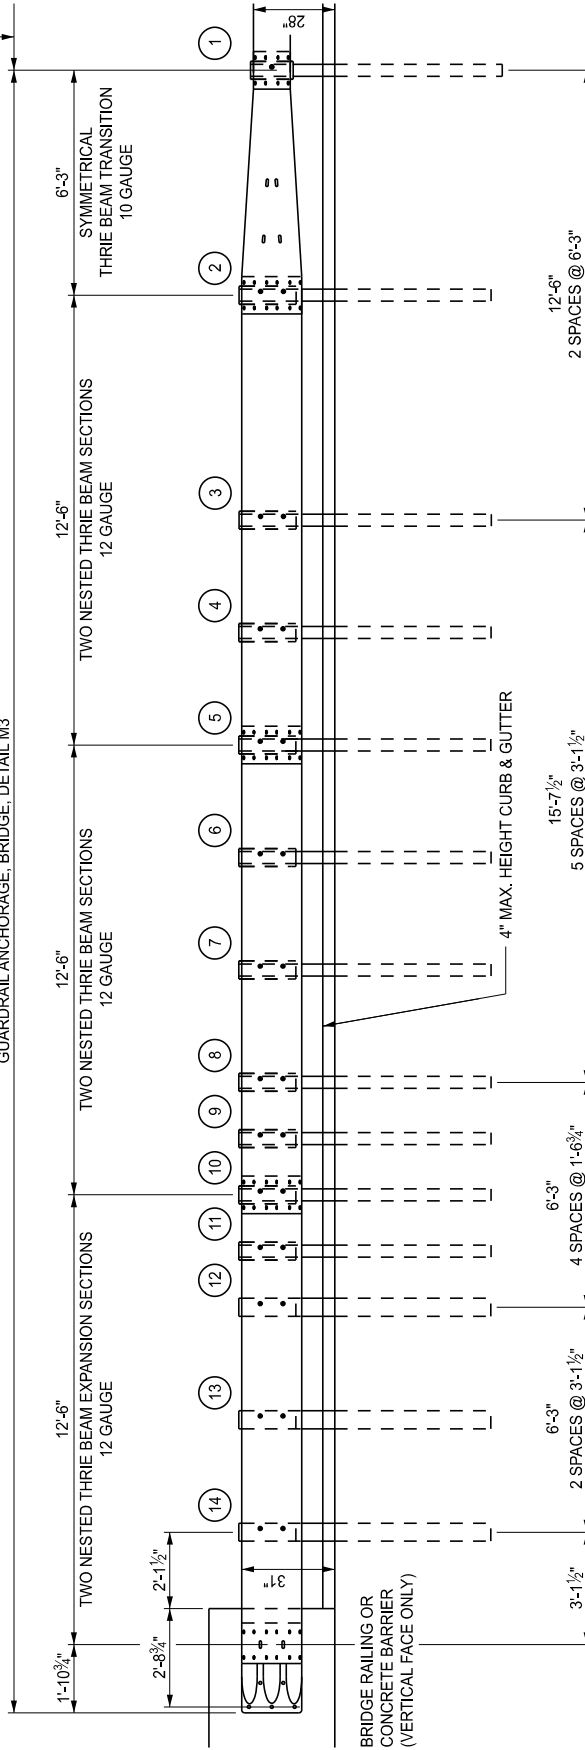 GUARDRAIL ANCHORAGE, BRIDGE, DETAIL M3
1'-10¾"
12'-6"
TWO NESTED THRIE BEAM EXPANSION SECTIONS
12 GAUGE
12'-6"
TWO NESTED THRIE BEAM SECTIONS
12 GAUGE
12'-6"
TWO NESTED THRIE BEAM SECTIONS
12 GAUGE
6'-3"
SYMMETRICAL
THRIE BEAM TRANSITION
10 GAUGE
2'-8¾"
2'-1½"
14
13
12
11
10
9
8
7
6
5
4
3
2
1
31"
28"
BRIDGE RAILING OR
CONCRETE BARRIER
(VERTICAL FACE ONLY)
4" MAX. HEIGHT CURB & GUTTER
3'-1½"
6'-3"
2 SPACES @ 3'-1½"
6'-3"
4 SPACES @ 1'-6¾"
15'-7½"
5 SPACES @ 3'-1½"
12'-6"
2 SPACES @ 6'-3"